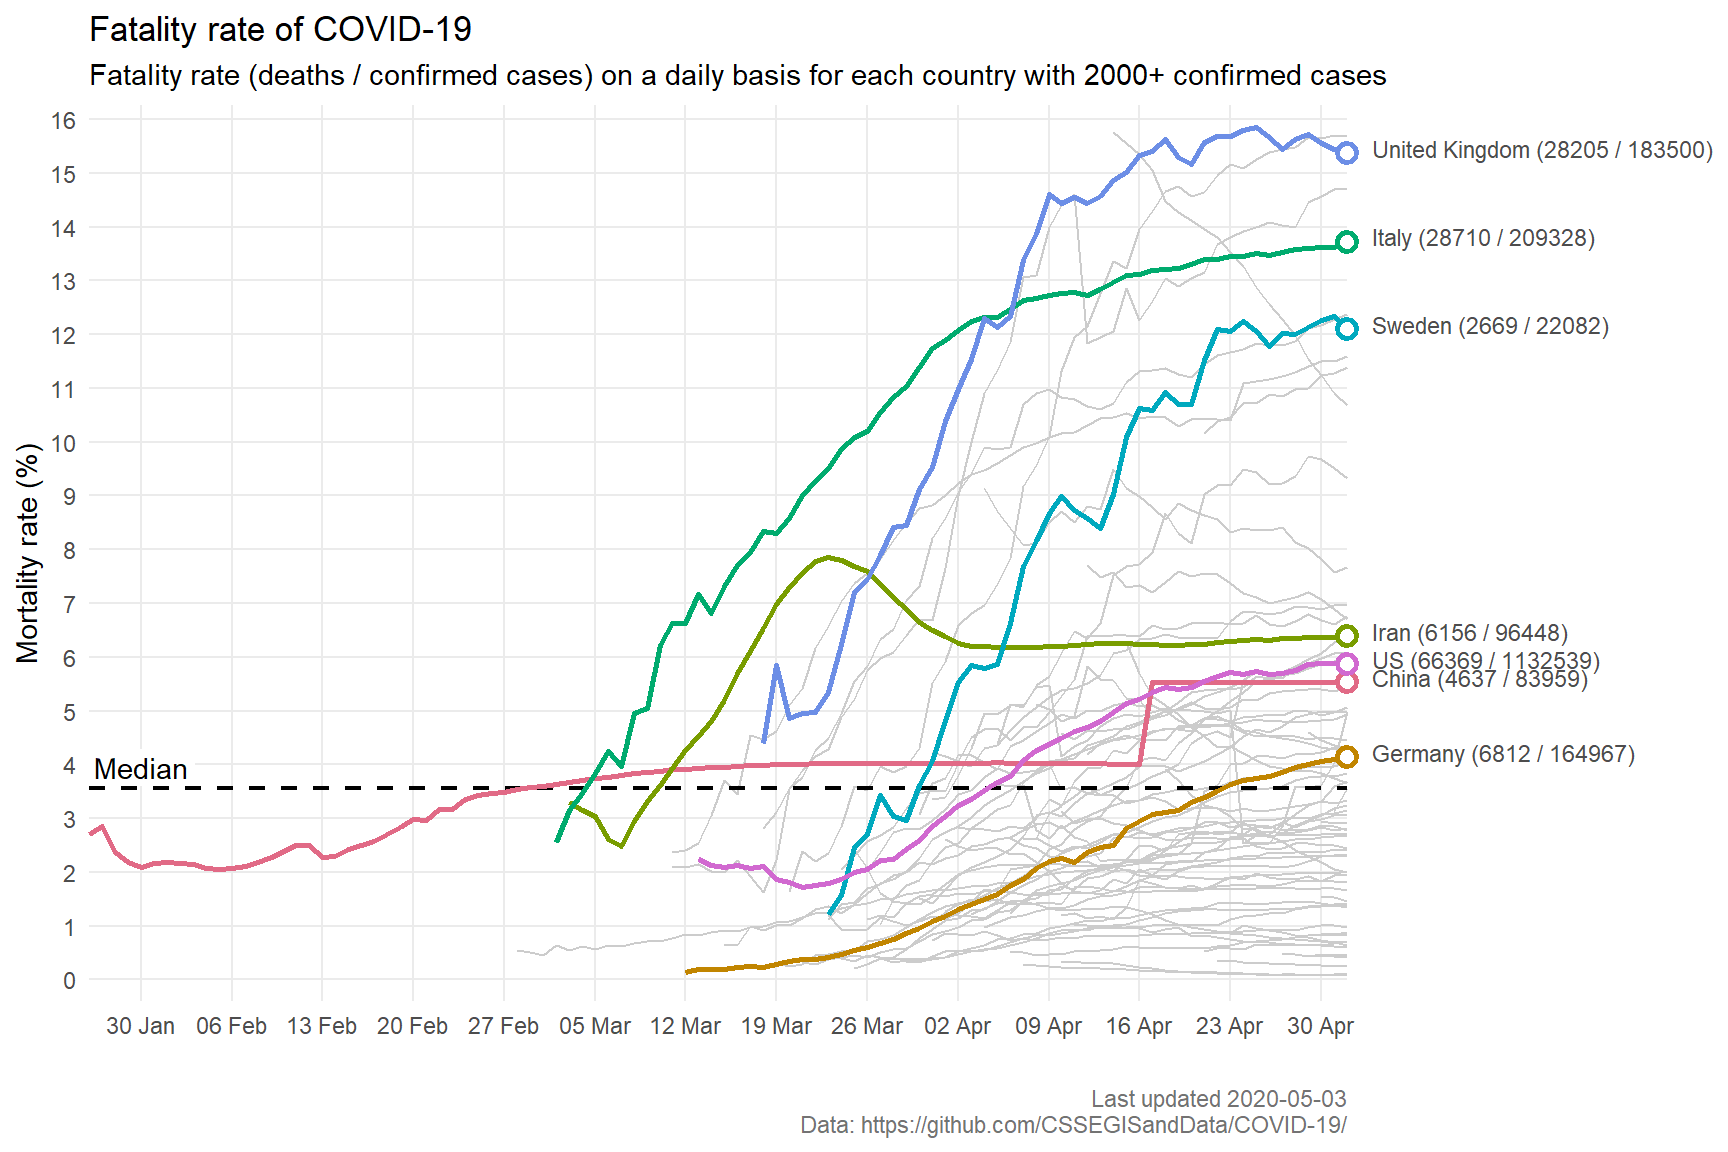 Fatality rate of COVID-19
Fatality rate (deaths / confirmed cases) on a daily basis for each country with 2000+ confirmed cases
Mortality rate (%)
16
15
14
13
12
11
10
9
8
7
6
5
4
3
2
1
0
Median
United Kingdom (28205 / 183500)
Italy (28710 / 209328)
Sweden (2669 / 22082)
Iran (6156 / 96448)
US (66369 / 1132539)
China (4637 / 83959)
Germany (6812 / 164967)
30 Jan 06 Feb 13 Feb 20 Feb 27 Feb 05 Mar 12 Mar 19 Mar 26 Mar 02 Apr 09 Apr 16 Apr 23 Apr 30 Apr
Last updated 2020-05-03
Data: https://github.com/CSSEGISandData/COVID-19/